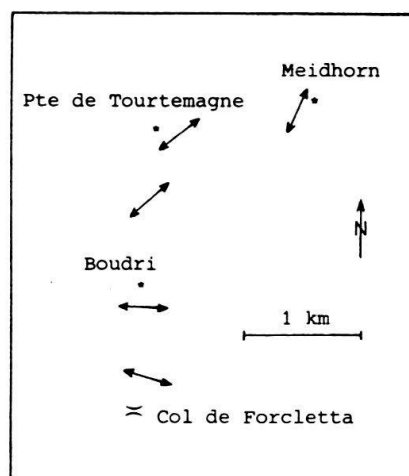 Meidhorn
Pte de Tourtemagne
N
Boudri
1 km
Col de Forcletta